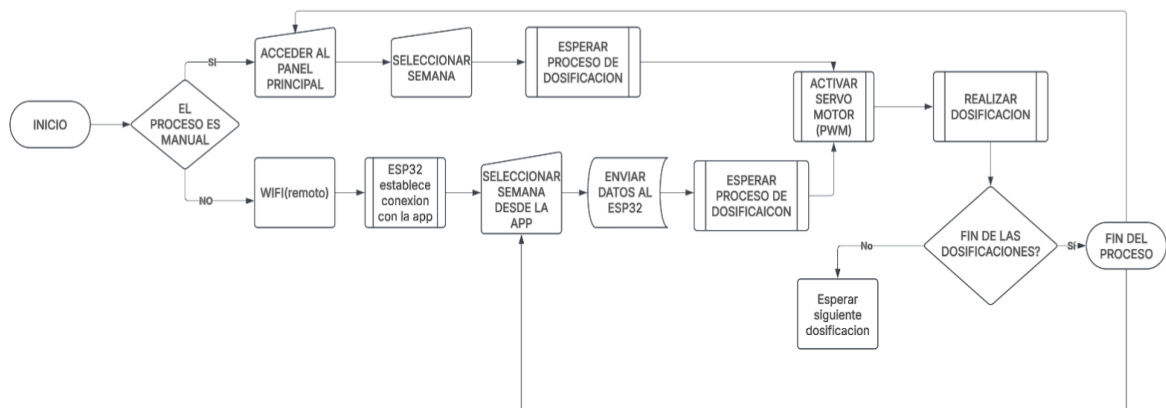 INICIO
EL
PROCESO ES
MANUAL
SI
ACCEDER AL
PANEL
PRINCIPAL
SELECCIONAR
SEMANA
ESPERAR
PROCESO DE
DOSIFICACION
NO
WIFI(remoto)
ESP32
establece
conexion
con la app
SELECCIONAR
SEMANA
DESDE LA
APP
ENVIAR
DATOS AL
ESP32
ESPERAR
PROCESO DE
DOSIFICAICON
ACTIVAR
SERVO
MOTOR
(PWM)
REALIZAR
DOSIFICACION
FIN DE LAS
DOSIFICACIONES?
No
Esperar
siguiente
dosificacion
Sí
FIN DEL
PROCESO